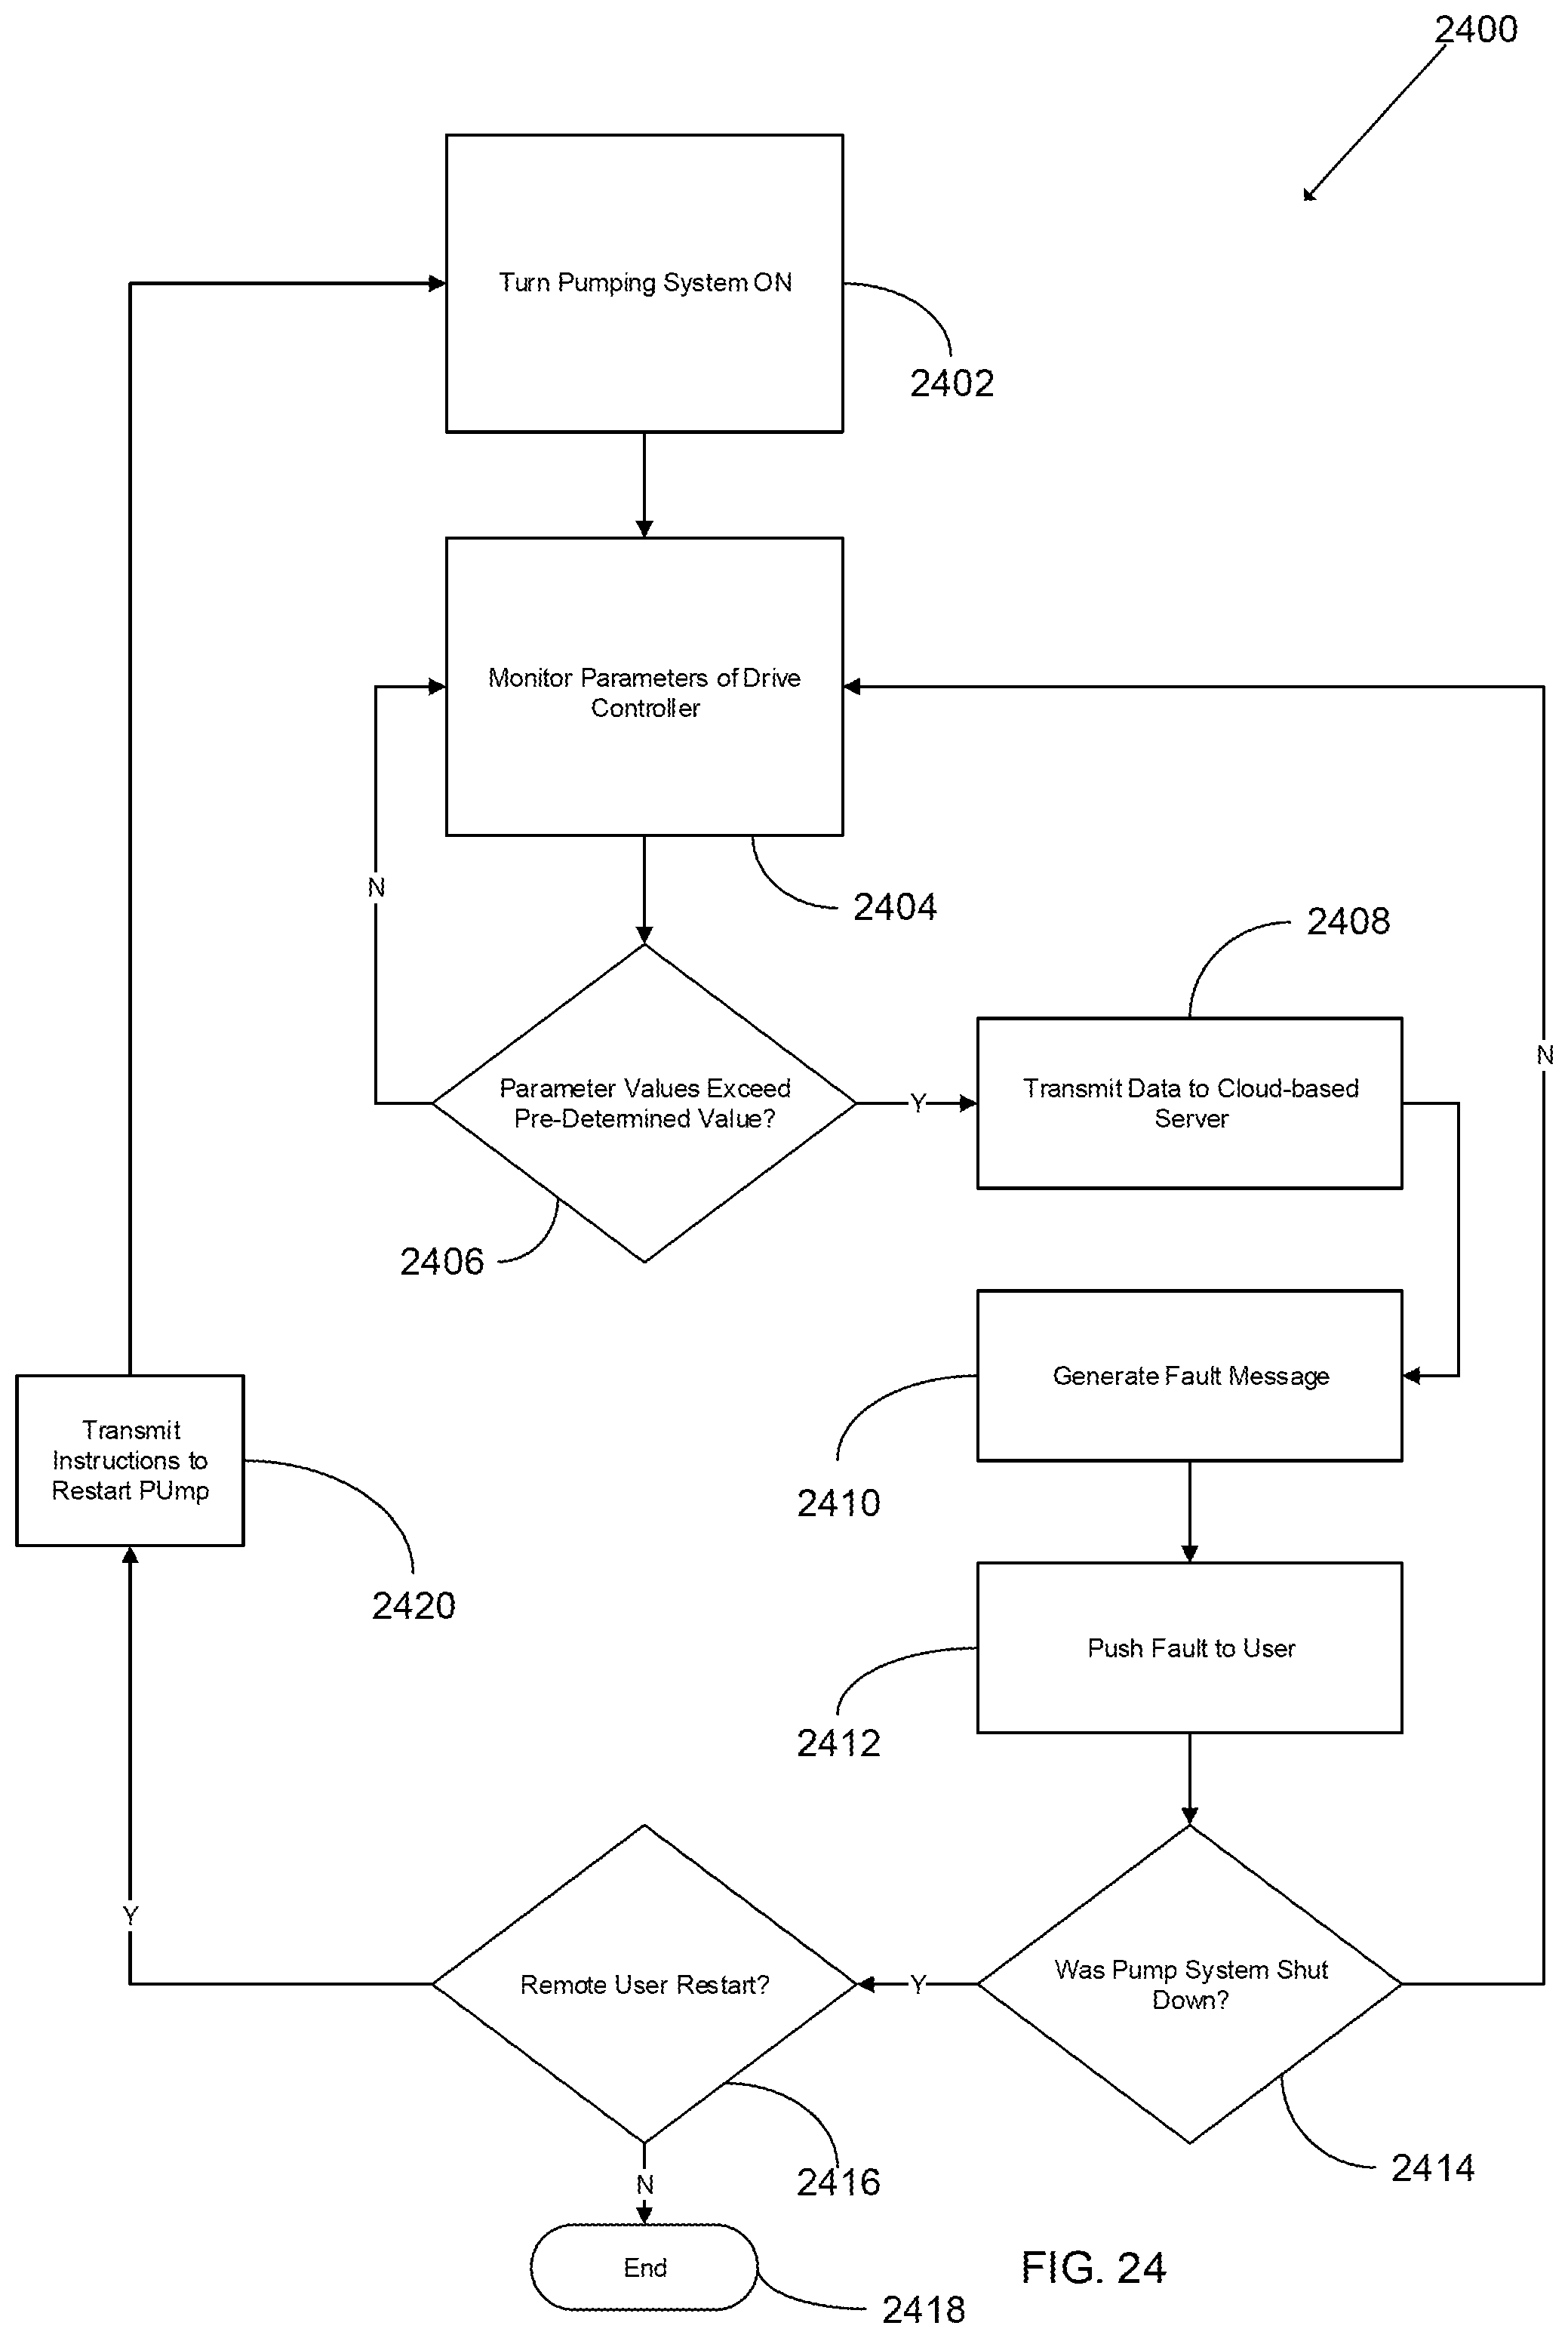 2400
Turn Pumping System ON
2402
Monitor Parameters of Drive
Controller
N
2404
2408
N
Parameter Values Exceed
Pre-Determined Value?
Y
Transmit Data to Cloud-based
Server
2406
Generate Fault Message
Transmit
Instructions to
Restart PUmp
2410
2420
Push Fault to User
2412
Y
Remote User Restart?
Y
Was Pump System Shut
Down?
2416
2414
N
End
FIG. 24
2418